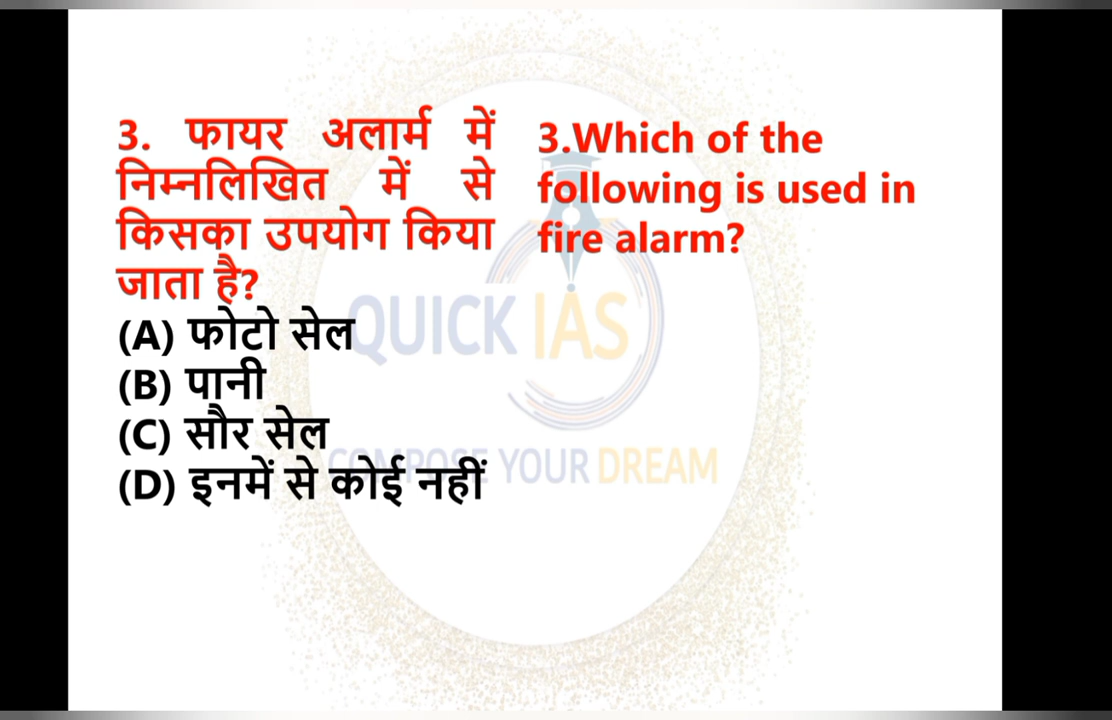 3. फायर अलार्म में
निम्नलिखित में से
किसका उपयोग किया
जाता है?
(A) फोटो सेल
(B) पानी
(C) सौर सेल
(D) इनमें से कोई नहीं
3.Which of the
following is used in
fire alarm?
QUICK IAS
COMPOSE YOUR DREAM